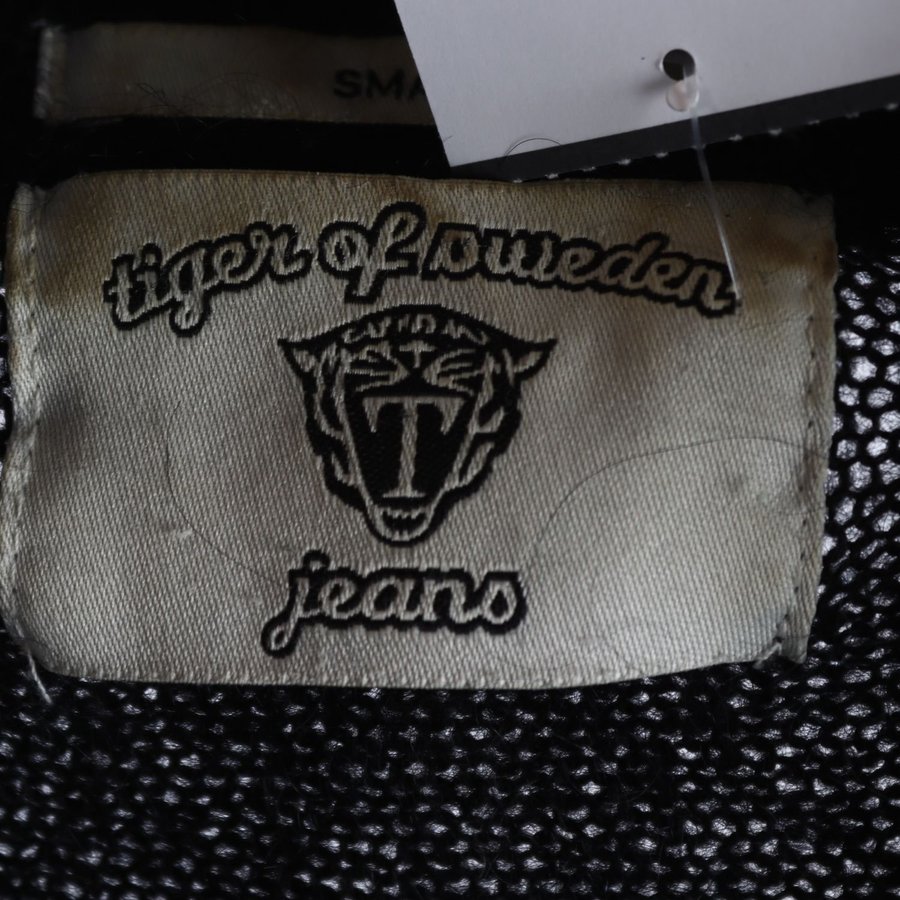 SMA
tiger of sweden
T
jeans